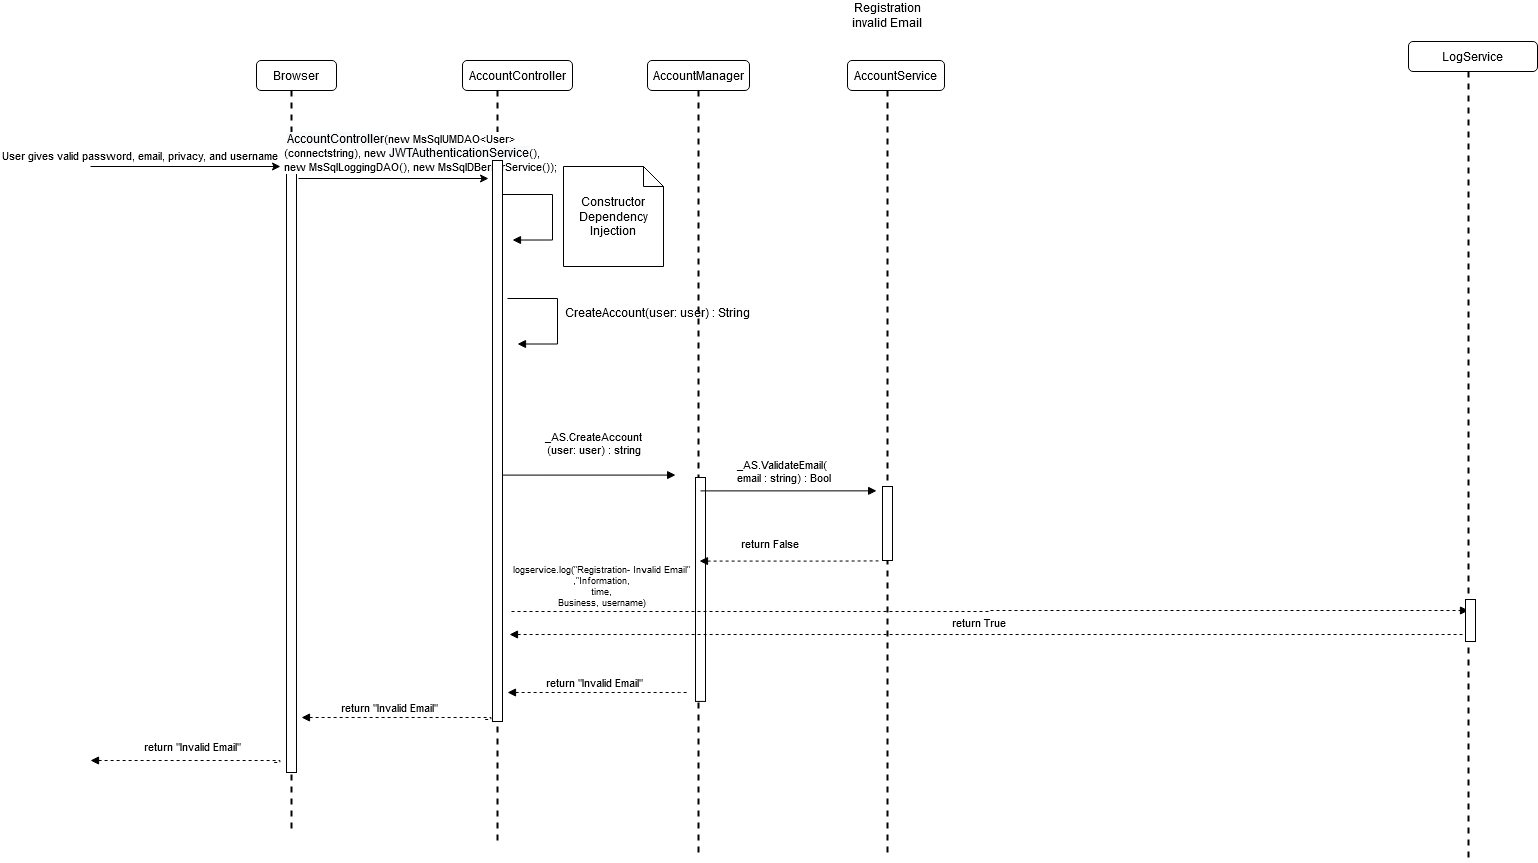 Registration
invalid Email
Browser
AccountController
AccountManager
AccountService
LogService
User gives valid password, email, privacy, and username
AccountController(new MsSqlUMDAO<User>
(connectstring), new JWTAuthenticationService(),
new MsSqlLoggingDAO(), new Service());
Constructor
Dependency
Injection
CreateAccount(user: user) : String
_AS.CreateAccount
(user: user) : string
_AS.ValidateEmail(
email : string) : Bool
return False
logservice.log("Registration- Invalid Email"
,"Information,
time,
Business, username)
return True
return "Invalid Email"
return "Invalid Email"
return "Invalid Email"